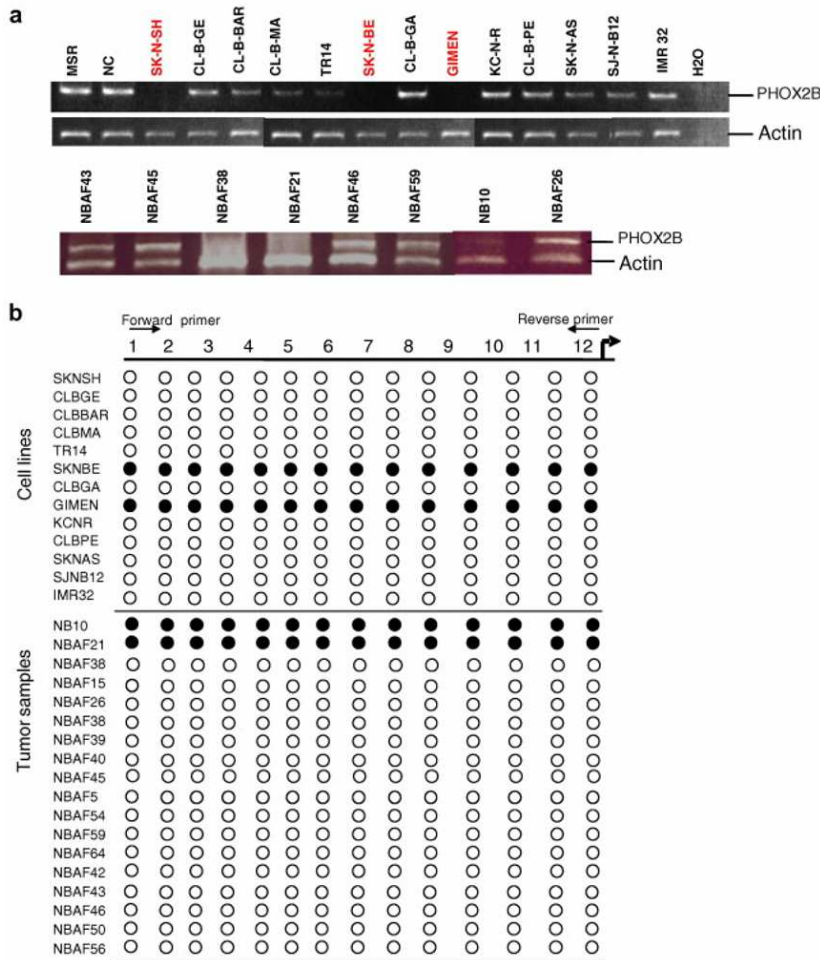 a
MSR NC SK-N-SH CL-B-GE CL-B-BAR CL-B-MA TR14 SK-N-BE CL-B-GA GIMEN KC-N-R CL-B-PE SK-N-AS SJ-N-B12 IMR 32 H2O
PHOX2B
Actin
NBAF43 NBAF45 NBAF38 NBAF21 NBAF46 NBAF59 NB10 NBAF26
PHOX2B
Actin
b
Forward primer Reverse primer
1 2 3 4 5 6 7 8 9 10 11 12
Cell lines
SKNSH
CLBGE
CLBBAR
CLBMA
TR14
SKNBE
CLBGA
GIMEN
KCNR
CLBPE
SKNAS
SJNB12
IMR32
Tumor samples
NB10
NBAF21
NBAF38
NBAF15
NBAF26
NBAF38
NBAF39
NBAF40
NBAF45
NBAF5
NBAF54
NBAF59
NBAF64
NBAF42
NBAF43
NBAF46
NBAF50
NBAF56